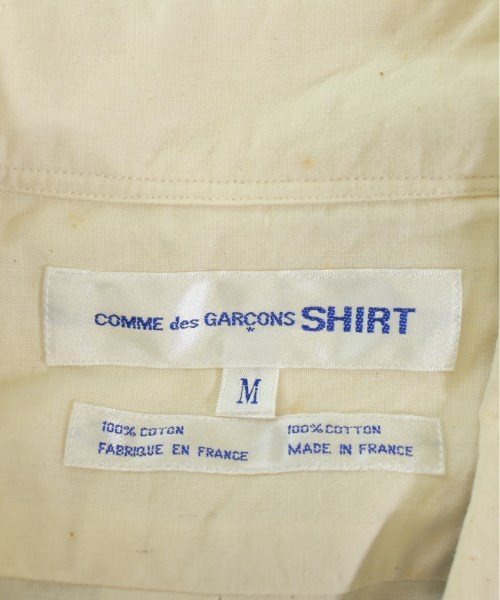 COMME des GARÇONS SHIRT
M
100% COTON
FABRIQUE EN FRANCE
100% COTTON
MADE IN FRANCE